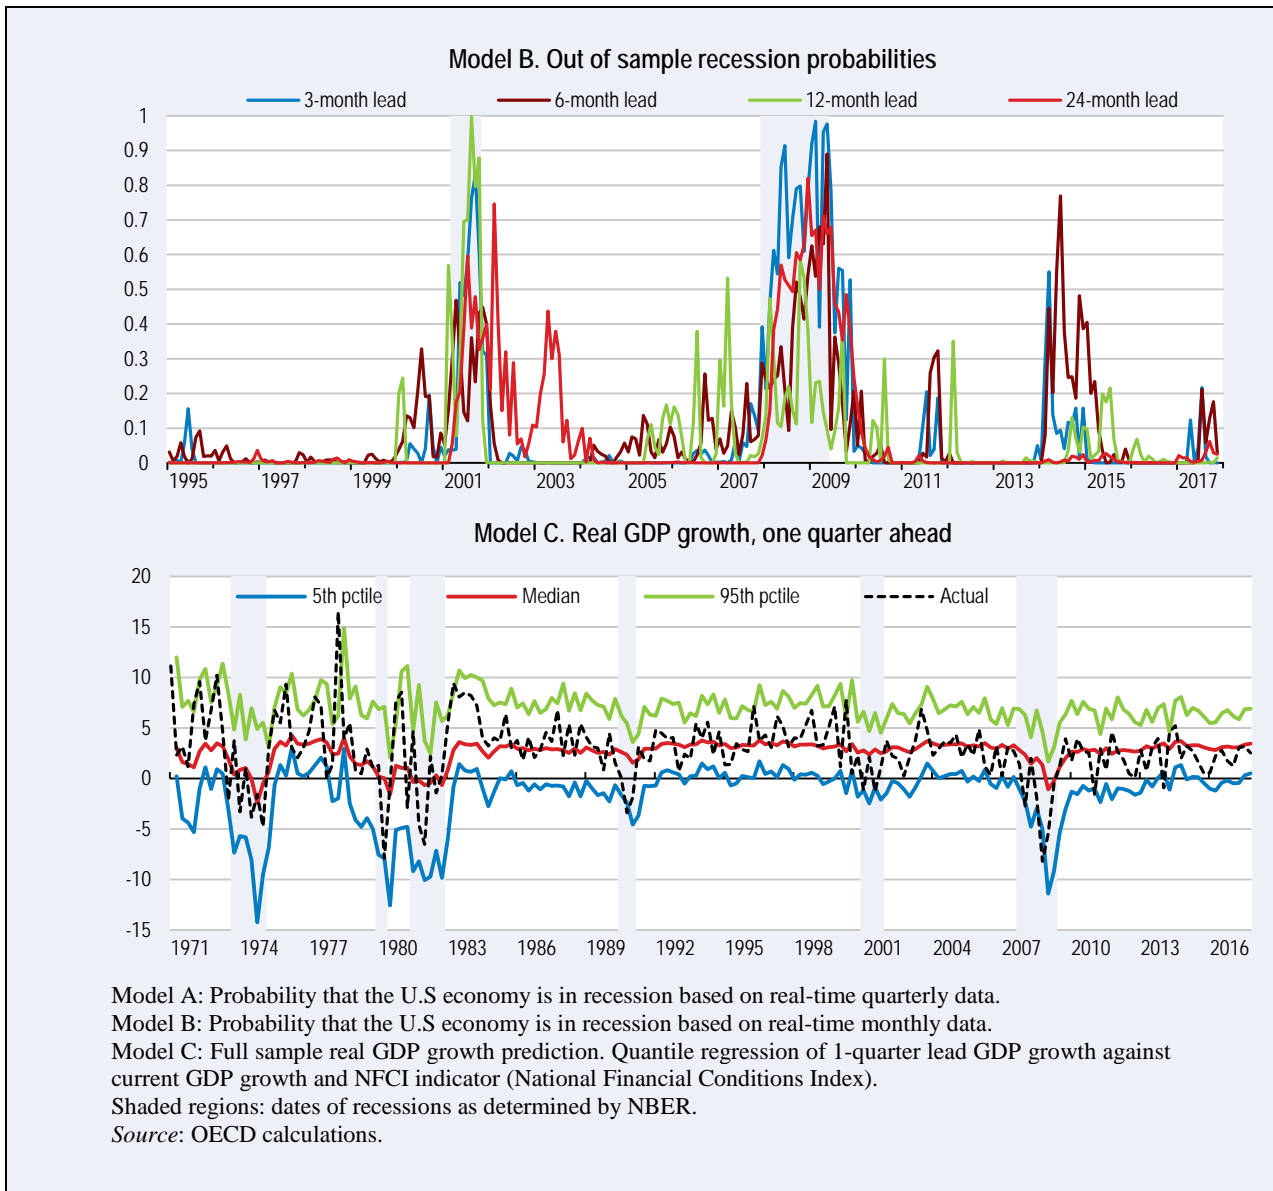 Model B. Out of sample recession probabilities
3-month lead 6-month lead 12-month lead 24-month lead
1
0.9
0.8
0.7
0.6
0.5
0.4
0.3
0.2
0.1
0
1995 1997 1999 2001 2003 2005 2007 2009 2011 2013 2015 2017
Model C. Real GDP growth, one quarter ahead
20
5th pctile Median 95th pctile Actual
15
10
5
0
-5
-10
-15
1971 1974 1977 1980 1983 1986 1989 1992 1995 1998 2001 2004 2007 2010 2013 2016
Model A: Probability that the U.S economy is in recession based on real-time quarterly data.
Model B: Probability that the U.S economy is in recession based on real-time monthly data.
Model C: Full sample real GDP growth prediction. Quantile regression of 1-quarter lead GDP growth against
current GDP growth and NFCI indicator (National Financial Conditions Index).
Shaded regions: dates of recessions as determined by NBER.
Source: OECD calculations.